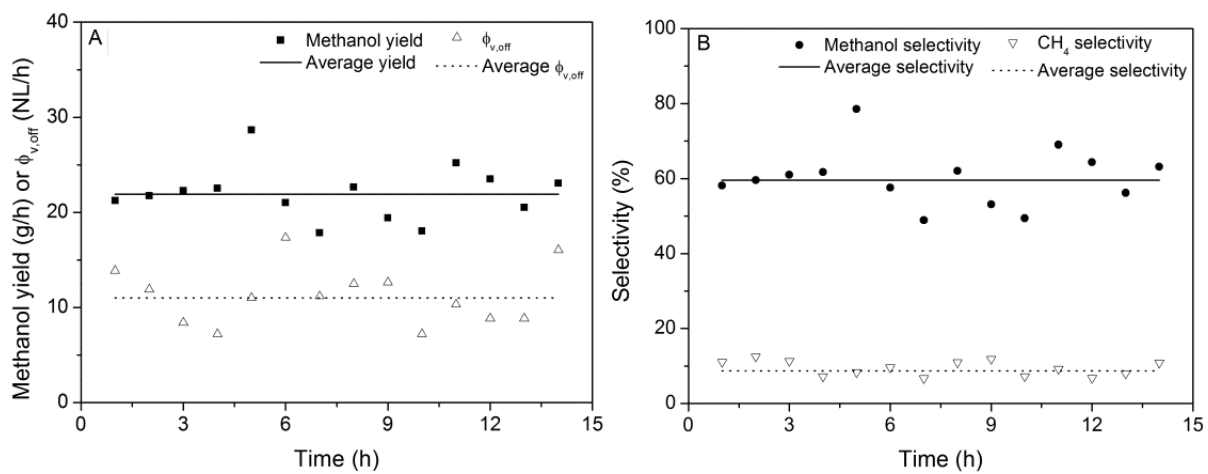 A
Methanol yield
ϕv,off
Average yield
Average ϕv,off
Methanol yield (g/h) or ϕv,off (NL/h)
40
30
20
10
0
0
3
6
9
12
15
Time (h)
B
Methanol selectivity
CH4 selectivity
Average selectivity
Average selectivity
Selectivity (%)
100
80
60
40
20
0
0
3
6
9
12
15
Time (h)